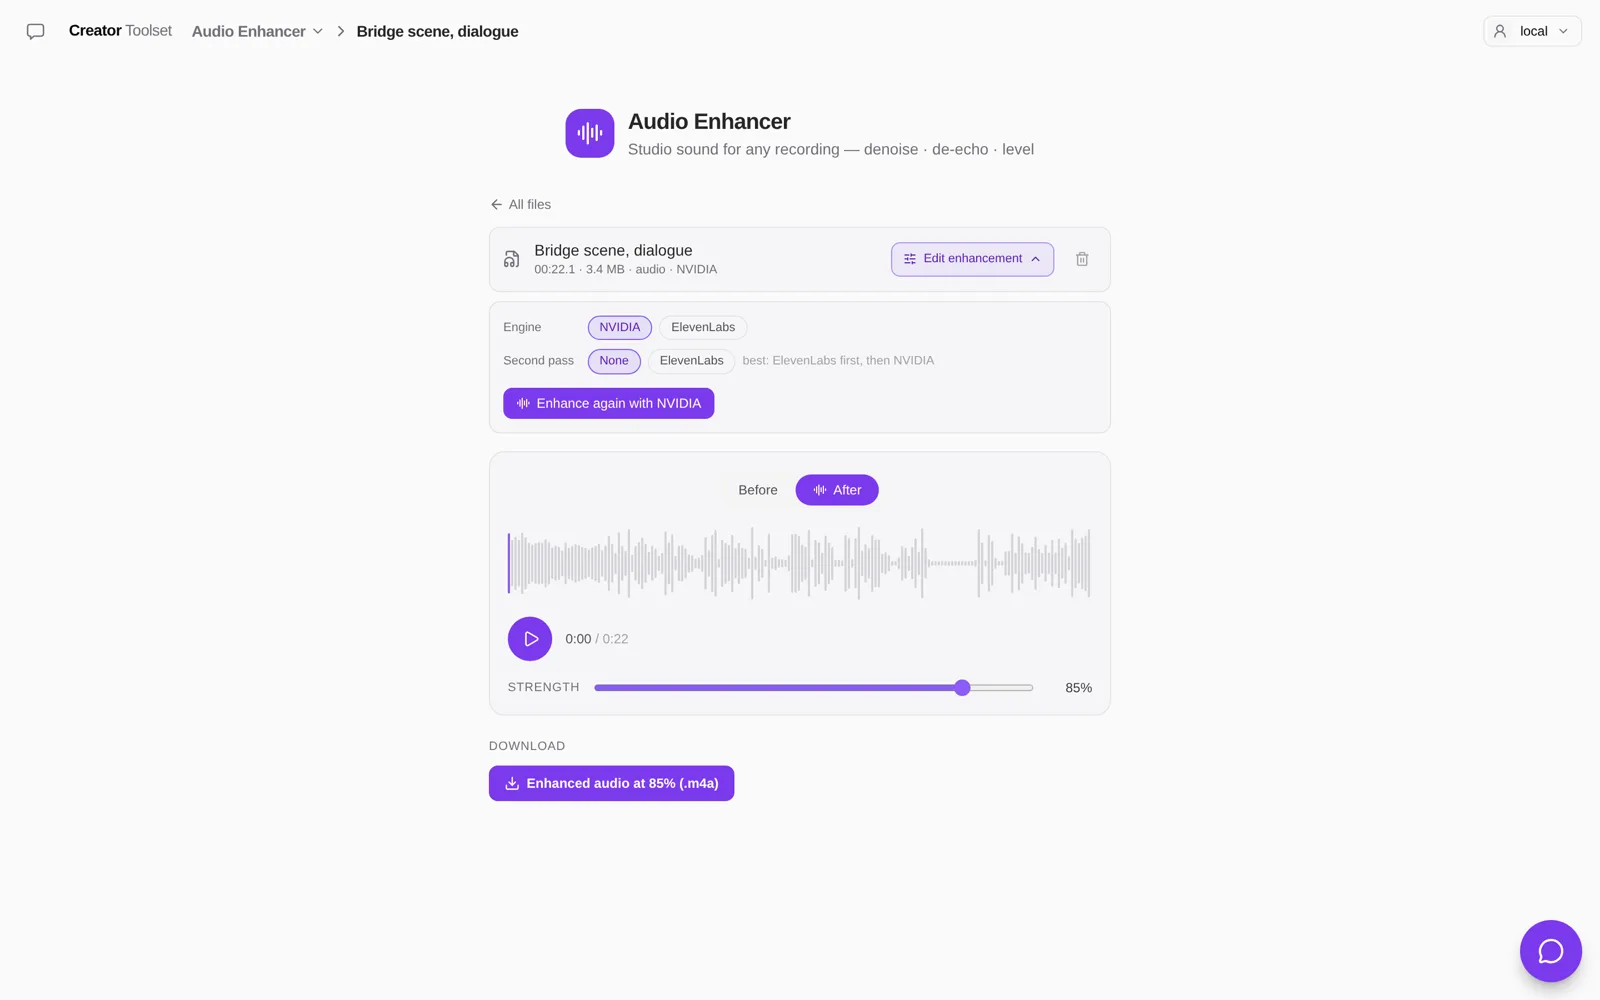 Creator Toolset Audio Enhancer Bridge scene, dialogue local
Audio Enhancer
Studio sound for any recording — denoise · de-echo · level
All files
Bridge scene, dialogue
00:22.1 · 3.4 MB · audio · NVIDIA
Edit enhancement
Engine NVIDIA ElevenLabs
Second pass None ElevenLabs best: ElevenLabs first, then NVIDIA
Enhance again with NVIDIA
Before After
0:00 / 0:22
STRENGTH 85%
DOWNLOAD
Enhanced audio at 85% (.m4a)